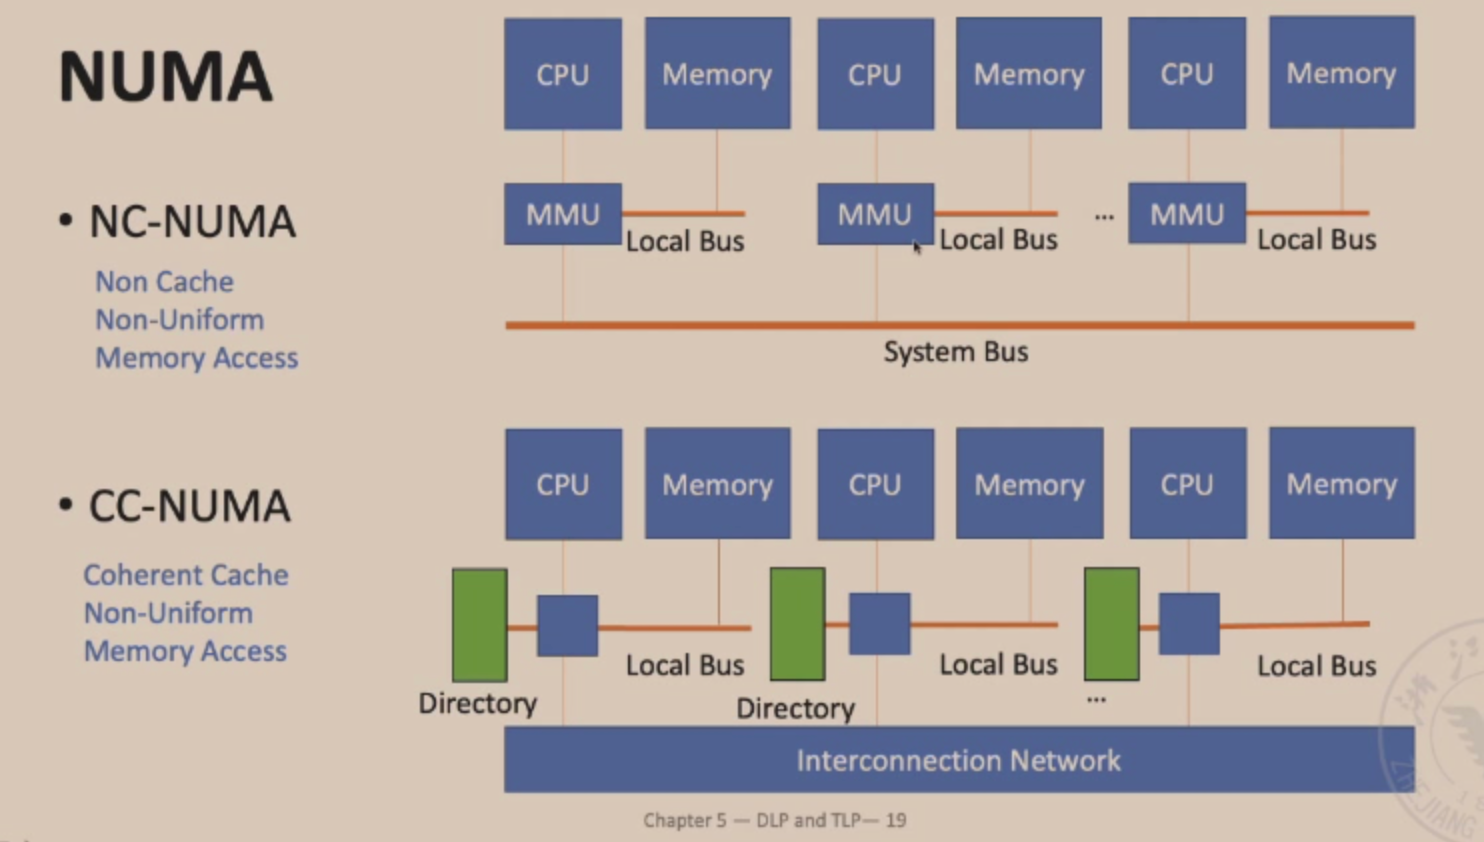 NUMA
• NC-NUMA
Non Cache
Non-Uniform
Memory Access
CPU Memory CPU Memory CPU Memory
MMU MMU ... MMU
Local Bus Local Bus Local Bus
System Bus
• CC-NUMA
Coherent Cache
Non-Uniform
Memory Access
CPU Memory CPU Memory CPU Memory
Local Bus Local Bus Local Bus
Directory Directory ...
Interconnection Network
Chapter 5 — DLP and TLP— 19
ZHEJIANG